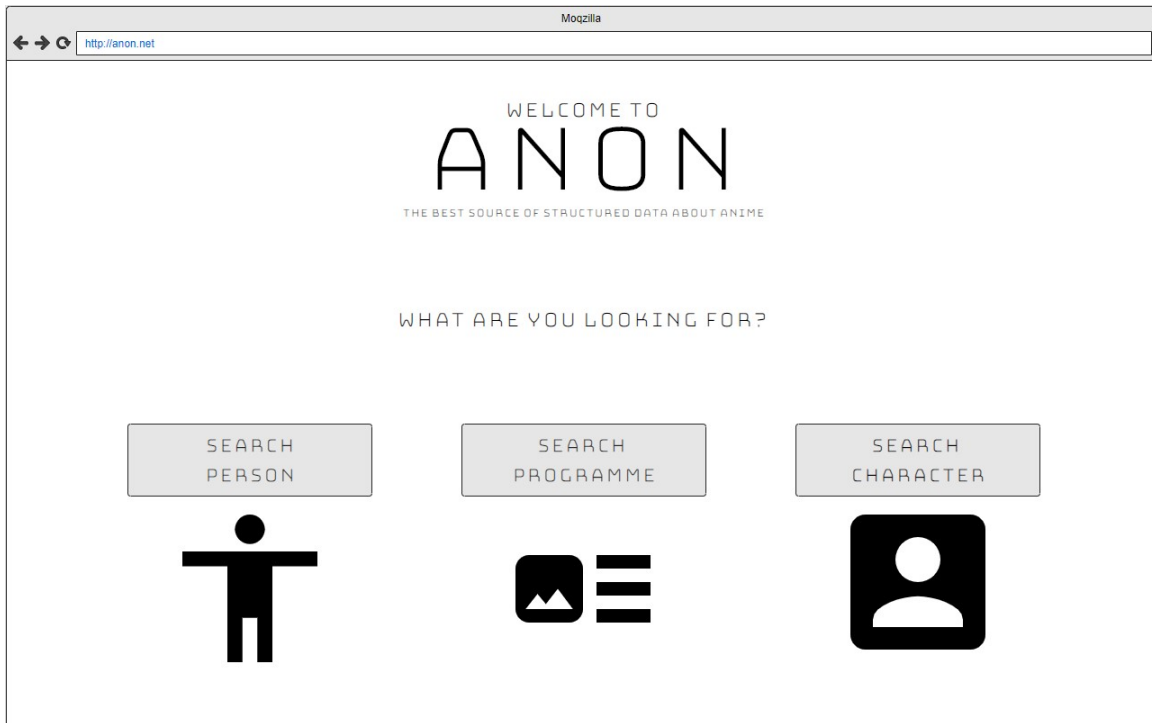 Moqzilla
http://anon.net
WELCOME TO
ANON
THE BEST SOURCE OF STRUCTURED DATA ABOUT ANIME
WHAT ARE YOU LOOKING FOR?
SEARCH
PERSON
SEARCH
PROGRAMME
SEARCH
CHARACTER